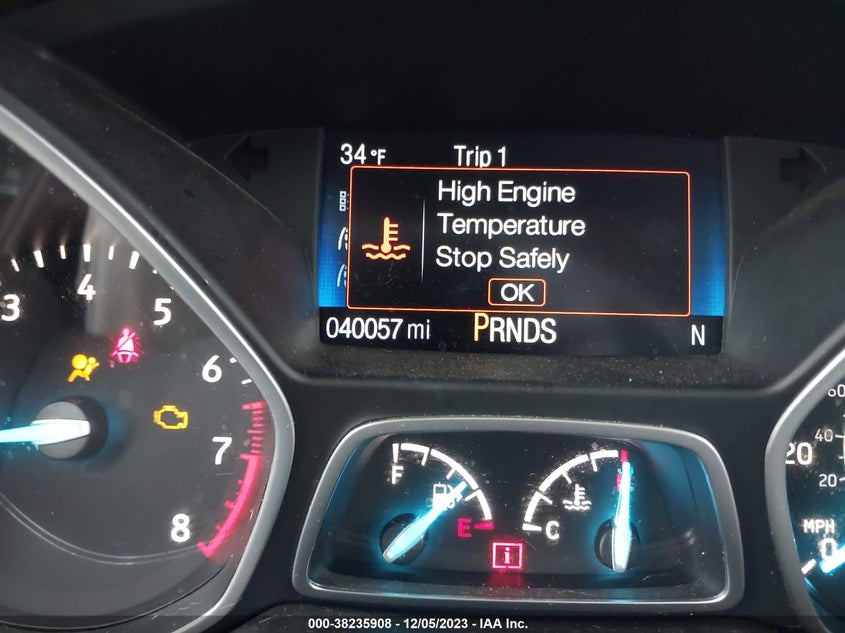 34°F Trip 1
High Engine
Temperature
Stop Safely
OK
040057 mi PRNDS N
3 4 5 6 7 8
F E
C
i
60
40
20
20
MPH
0
000-38235908 - 12/05/2023 - IAA Inc.